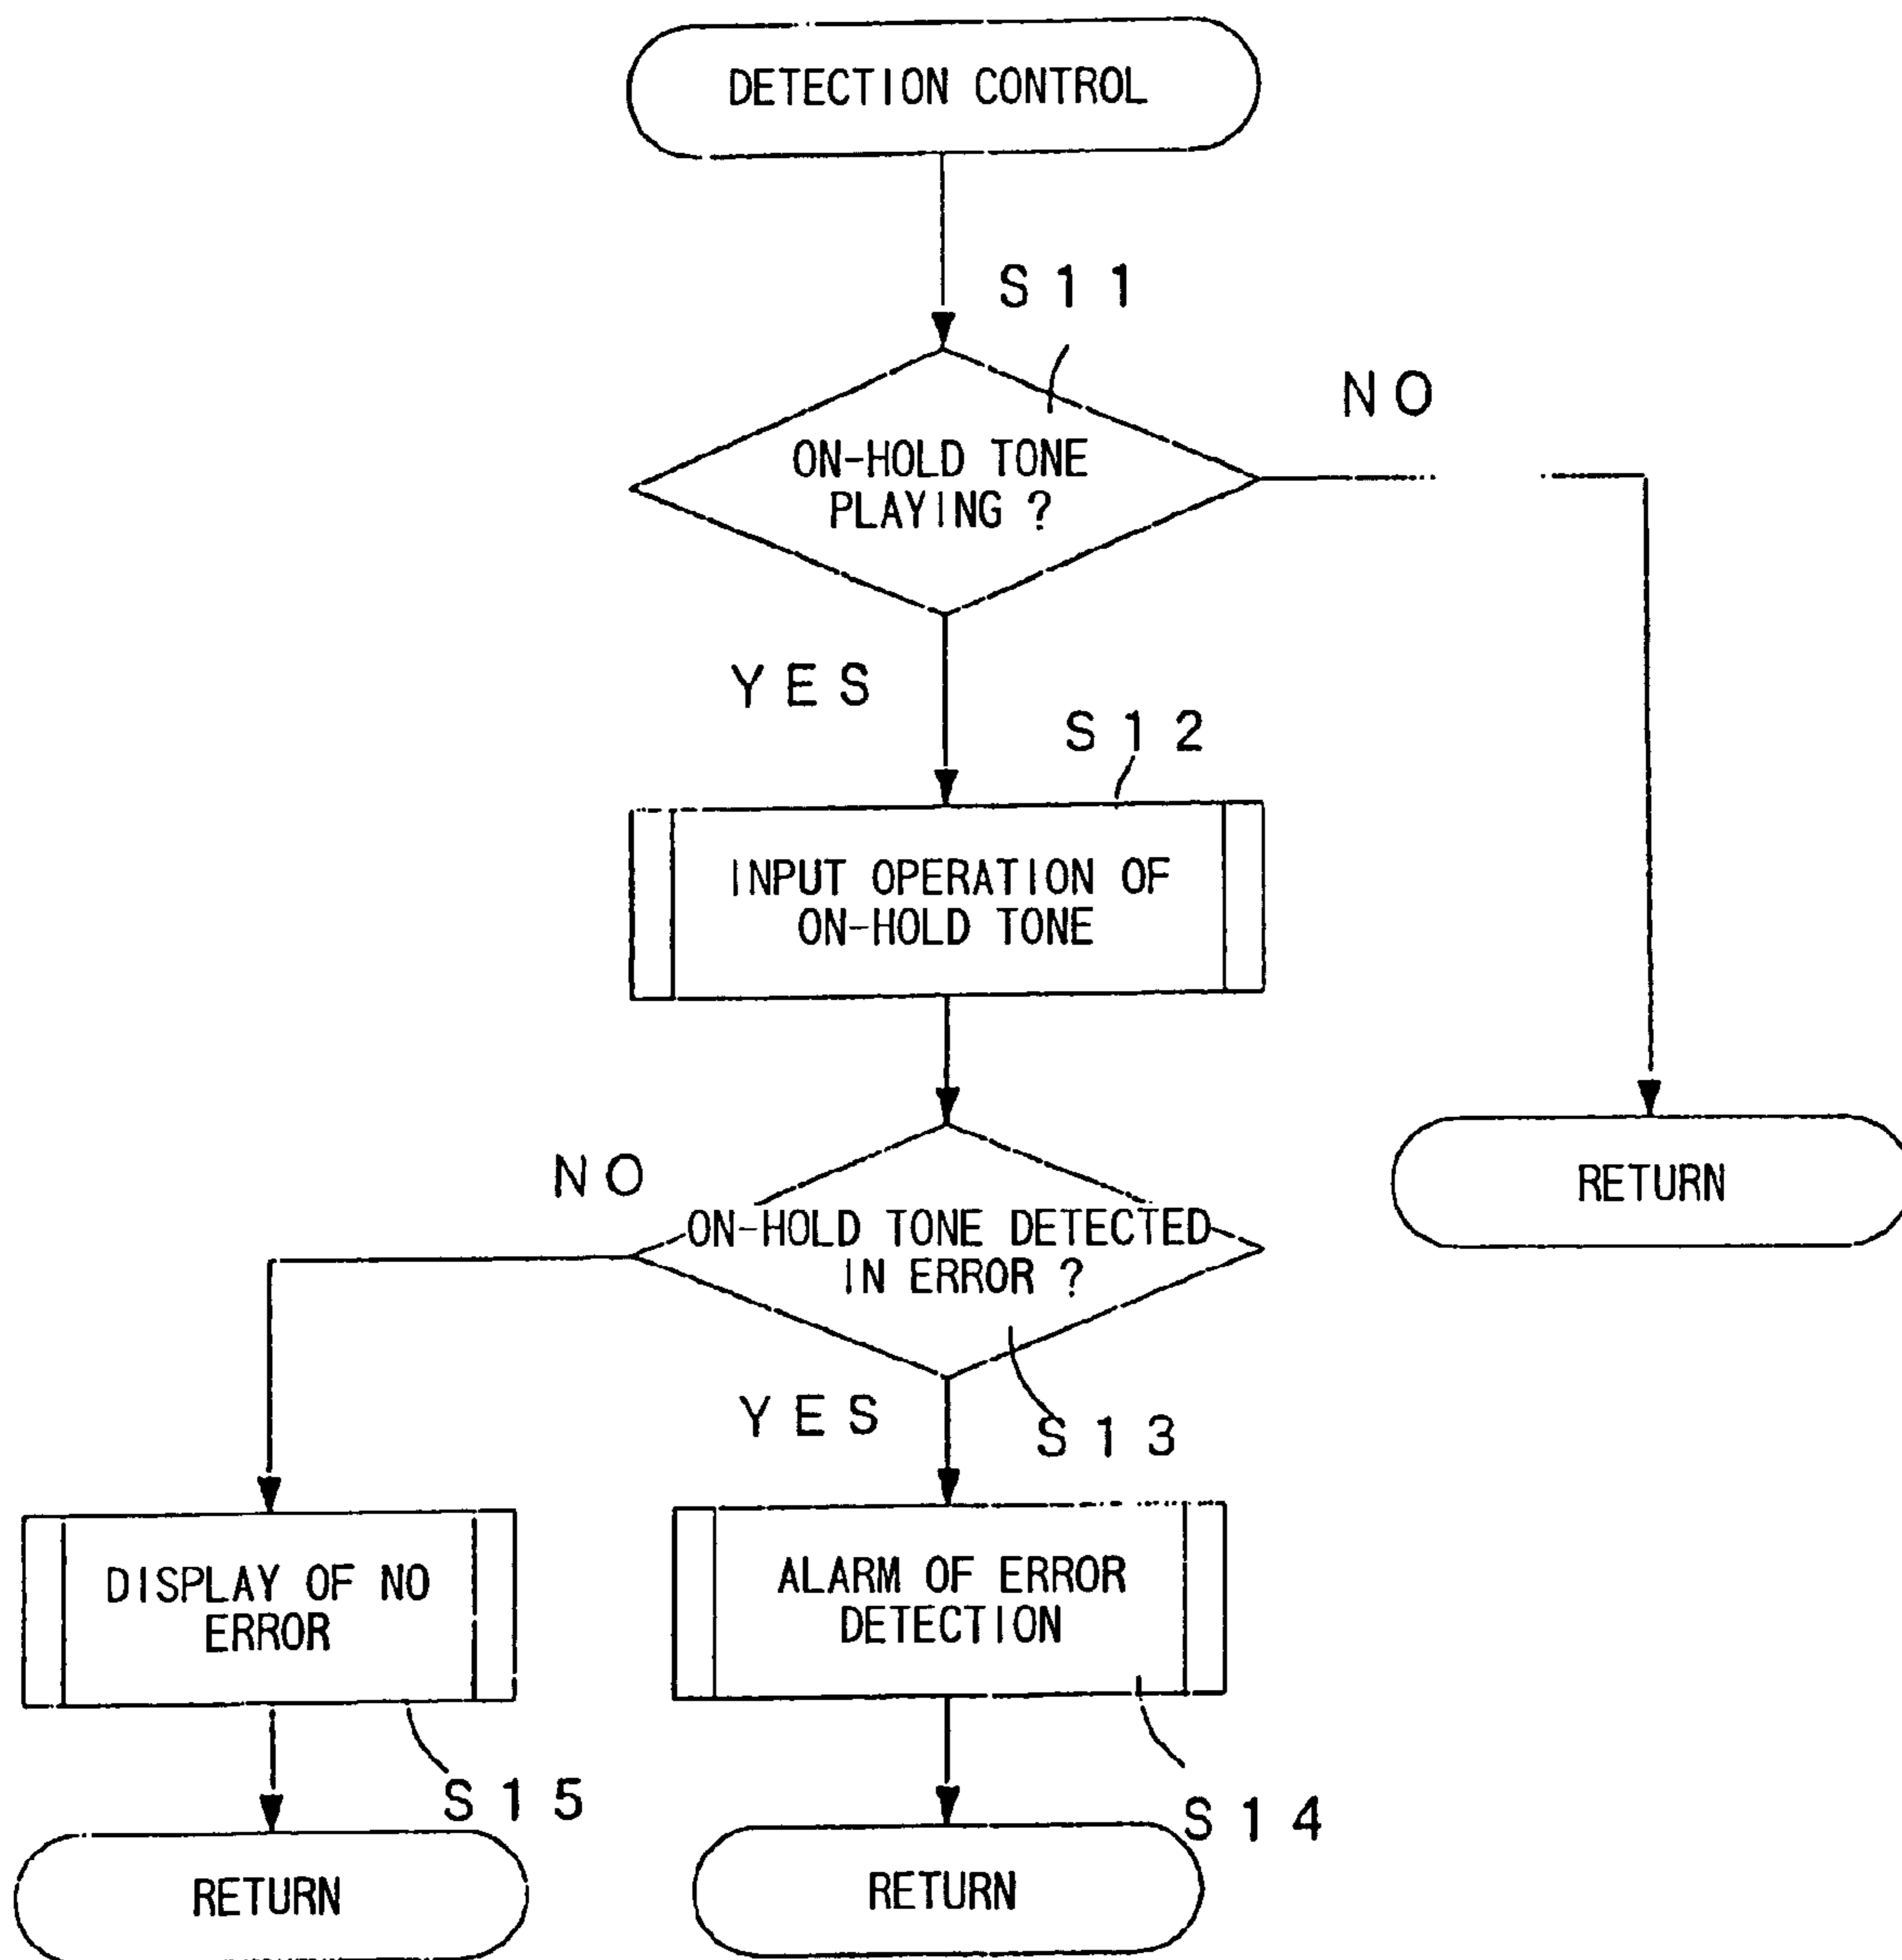 DETECTION CONTROL
S11
NO
ON-HOLD TONE
PLAYING ?
YES
S12
INPUT OPERATION OF
ON-HOLD TONE
NO
RETURN
ON-HOLD TONE DETECTED
IN ERROR ?
YES
S13
DISPLAY OF NO
ERROR
ALARM OF ERROR
DETECTION
S15
S14
RETURN
RETURN